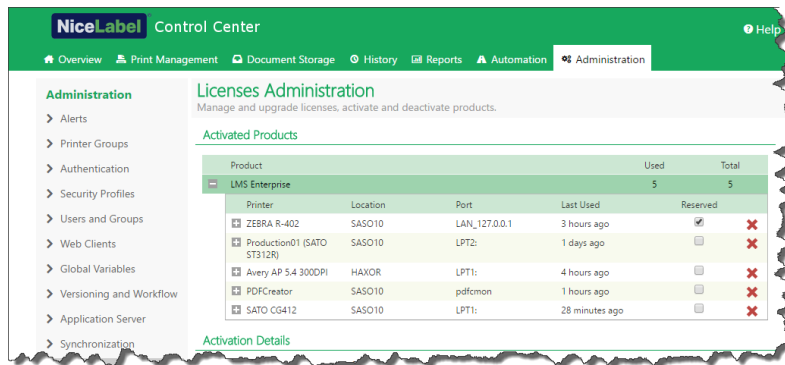 NiceLabel Control Center
Help
Overview Print Management Document Storage History Reports Automation Administration
Administration
Alerts
Printer Groups
Authentication
Security Profiles
Users and Groups
Web Clients
Global Variables
Versioning and Workflow
Application Server
Synchronization
Licenses Administration
Manage and upgrade licenses, activate and deactivate products.
Activated Products
Product Used Total
LMS Enterprise 5 5
Printer Location Port Last Used Reserved
ZEBRA R-402 SASO10 LAN_127.0.0.1 3 hours ago
Production01 (SATO SASO10 LPT2: 1 days ago
ST312R)
Avery AP 5.4 300DPI HAXOR LPT1: 4 hours ago
PDFCreator SASO10 pdfcmon 1 hours ago
SATO CG412 SASO10 LPT1: 28 minutes ago
Activation Details